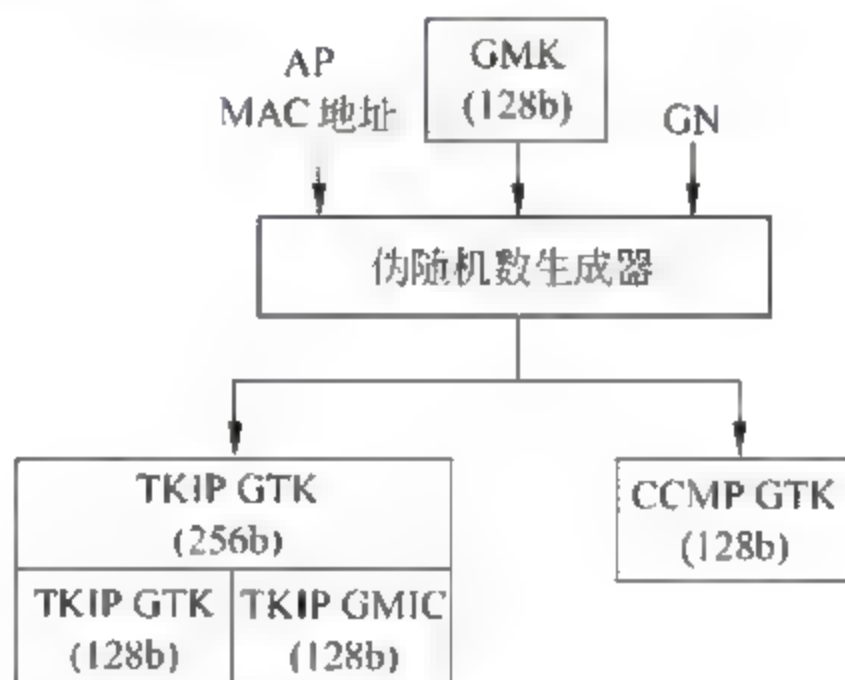 AP
MAC 地址
GMK
(128b)
GN
伪随机数生成器
TKIP GTK
(256b)
TKIP GTK
(128b)
TKIP GMIC
(128b)
CCMP GTK
(128b)